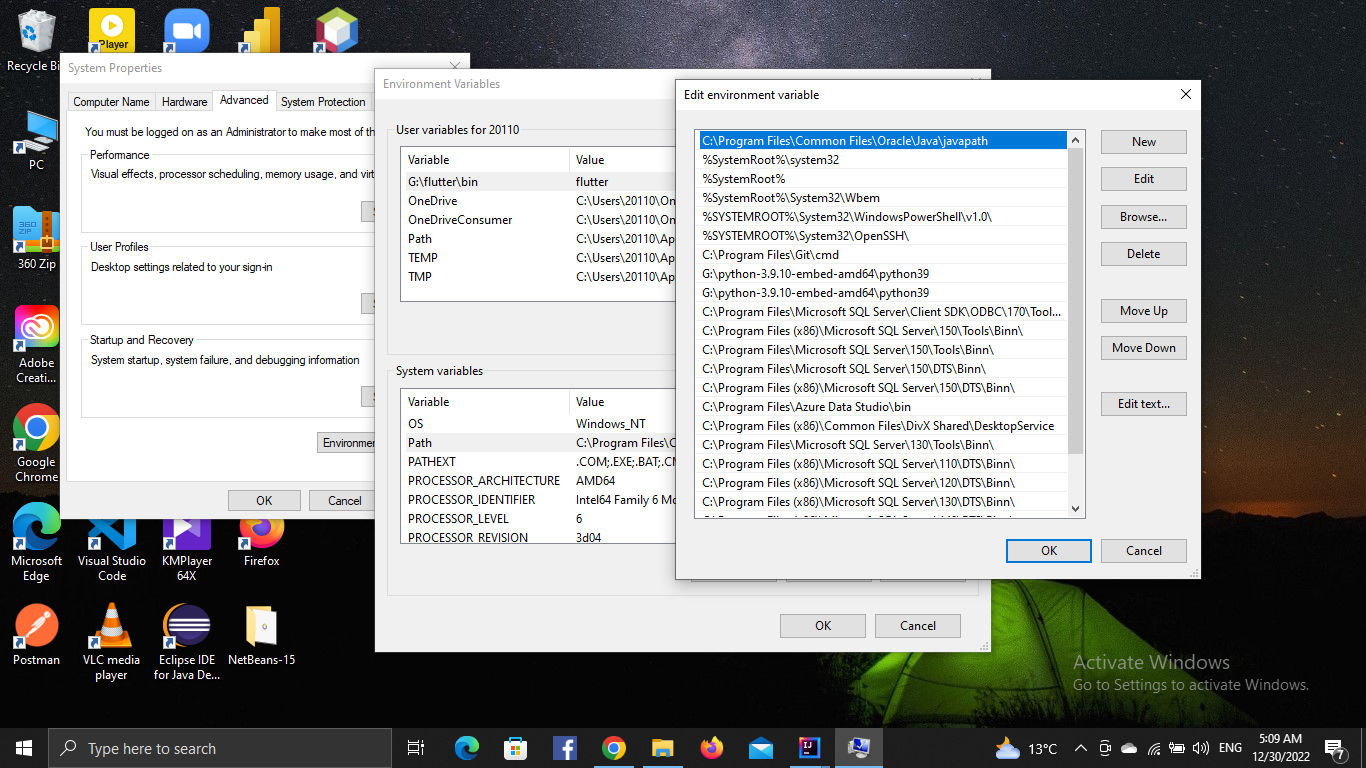 Player
Recycle Bi
PC
360
ZIP
360 Zip
Adobe
Creati...
Google
Chrome
Microsoft
Edge
Visual Studio
Code
KMPlayer
64X
Firefox
Postman
VLC media
player
Eclipse IDE
for Java De...
NetBeans-15
System Properties
Computer Name
Hardware
Advanced
System Protection
You must be logged on as an Administrator to make most of th
Performance
Visual effects, processor scheduling, memory usage, and virt
User Profiles
Desktop settings related to your sign-in
Startup and Recovery
System startup, system failure, and debugging information
Environmen
OK
Cancel
Environment Variables
User variables for 20110
Variable Value
G:\flutter\bin flutter
OneDrive C:\Users\20110\On
OneDriveConsumer C:\Users\20110\On
Path C:\Users\20110\Ap
TEMP C:\Users\20110\Ap
TMP C:\Users\20110\Ap
System variables
Variable Value
OS Windows_NT
Path C:\Program Files\C
PATHEXT .COM;.EXE;.BAT;.CM
PROCESSOR_ARCHITECTURE AMD64
PROCESSOR_IDENTIFIER Intel64 Family 6 Mo
PROCESSOR_LEVEL 6
PROCESSOR_REVISION 3d04
OK
Cancel
Edit environment variable
C:\Program Files\Common Files\Oracle\Java\javapath
%SystemRoot%\system32
%SystemRoot%
%SystemRoot%\System32\Wbem
%SYSTEMROOT%\System32\WindowsPowerShell\v1.0\
%SYSTEMROOT%\System32\OpenSSH\
C:\Program Files\Git\cmd
G:\python-3.9.10-embed-amd64\python39
G:\python-3.9.10-embed-amd64\python39
C:\Program Files\Microsoft SQL Server\Client SDK\ODBC\170\Tool...
C:\Program Files (x86)\Microsoft SQL Server\150\Tools\Binn\
C:\Program Files\Microsoft SQL Server\150\Tools\Binn\
C:\Program Files\Microsoft SQL Server\150\DTS\Binn\
C:\Program Files (x86)\Microsoft SQL Server\150\DTS\Binn\
C:\Program Files\Azure Data Studio\bin
C:\Program Files (x86)\Common Files\DivX Shared\DesktopService
C:\Program Files\Microsoft SQL Server\130\Tools\Binn\
C:\Program Files (x86)\Microsoft SQL Server\110\DTS\Binn\
C:\Program Files (x86)\Microsoft SQL Server\120\DTS\Binn\
C:\Program Files (x86)\Microsoft SQL Server\130\DTS\Binn\
New
Edit
Browse...
Delete
Move Up
Move Down
Edit text...
OK
Cancel
Activate Windows
Go to Settings to activate Windows.
Type here to search
IJ
13°C
ENG
5:09 AM
12/30/2022
7